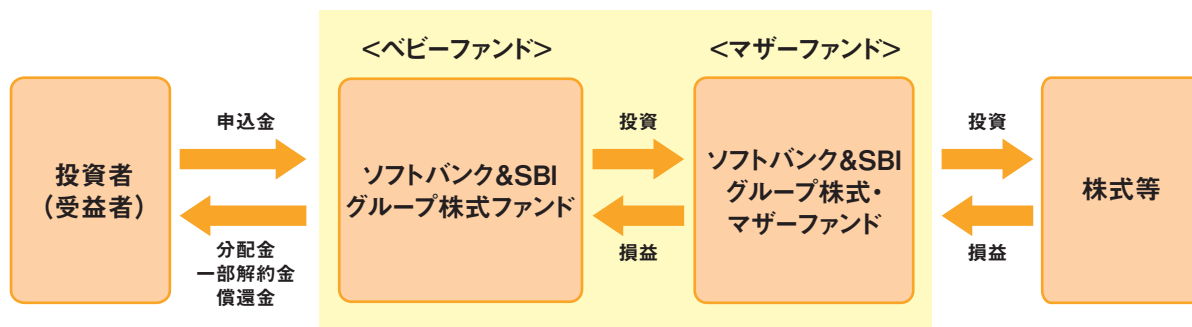 <ベビーファンド>
<マザーファンド>
投資者
（受益者）
申込金
分配金
一部解約金
償還金
ソフトバンク&SBI
グループ株式ファンド
投資
損益
ソフトバンク&SBI
グループ株式・
マザーファンド
投資
損益
株式等